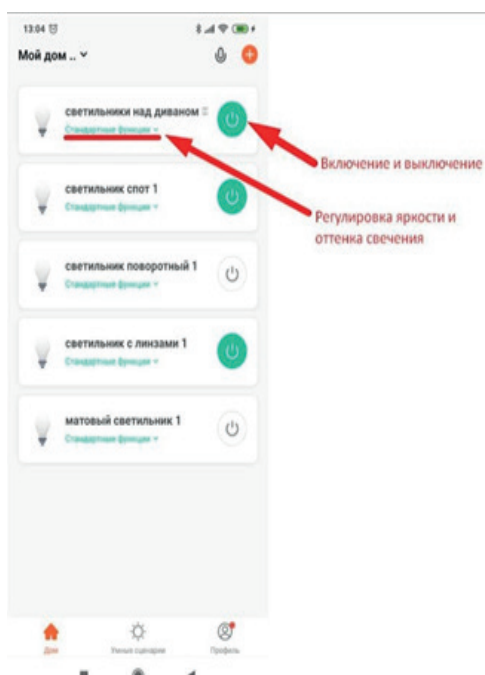 13:04
Мой дом ..
светильники над диваном
Стандартные функции
Включение и выключение
светильник спот 1
Стандартные функции
Регулировка яркости и
оттенка свечения
светильник поворотный 1
Стандартные функции
светильник с линзами 1
Стандартные функции
матовый светильник 1
Стандартные функции
Дом
Умные сценарии
Профиль